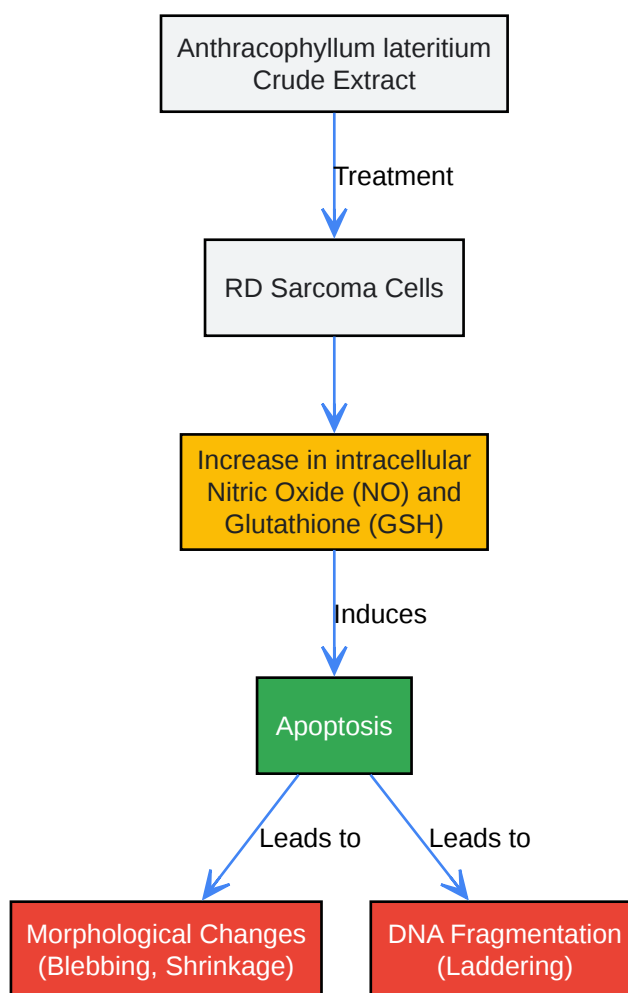 Anthracophyllum lateritium
Crude Extract
Treatment
RD Sarcoma Cells
Increase in intracellular
Nitric Oxide (NO) and
Glutathione (GSH)
Induces
Apoptosis
Leads to
Leads to
Morphological Changes
(Blebbing, Shrinkage)
DNA Fragmentation
(Laddering)